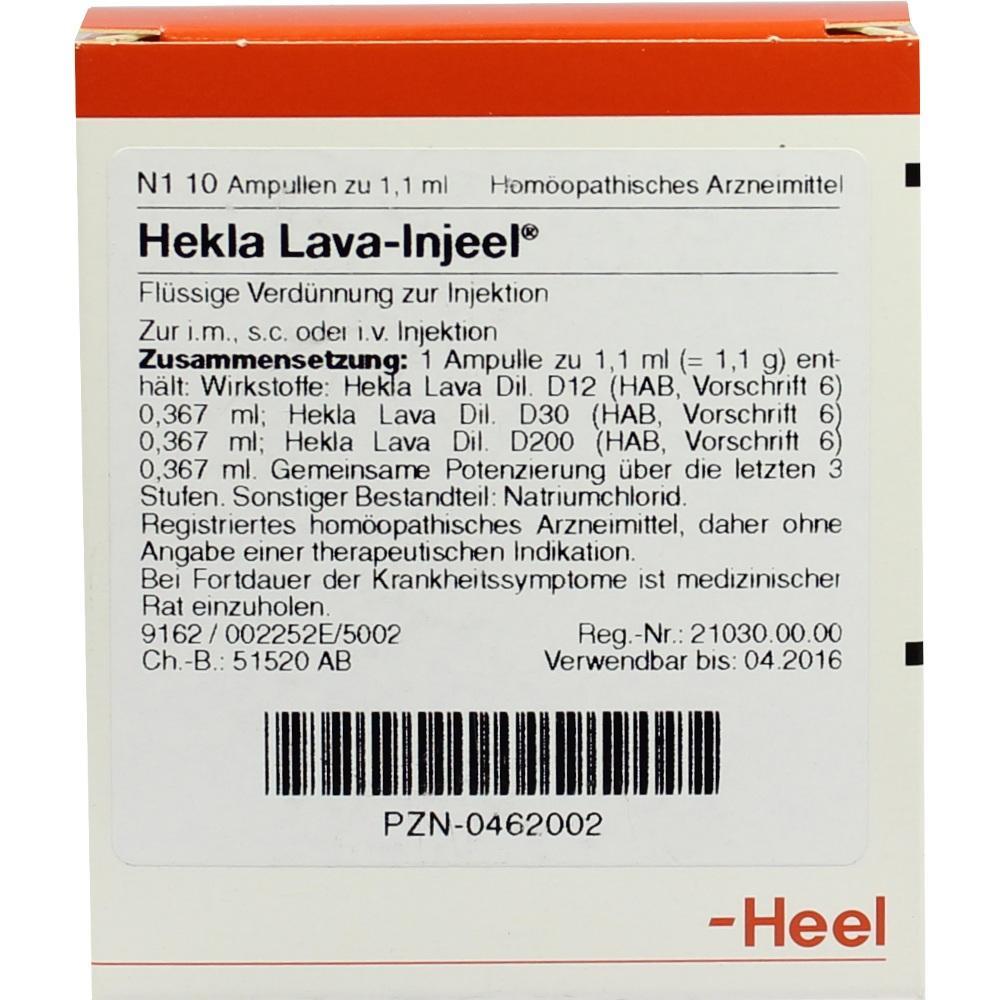 N1 10 Ampullen zu 1,1 ml Homöopathisches Arzneimittel
Hekla Lava-Injeel®
Flüssige Verdünnung zur Injektion
Zur i.m., s.c. oder i.v. Injektion
Zusammensetzung: 1 Ampulle zu 1,1 ml (= 1,1 g) ent-
hält: Wirkstoffe: Hekla Lava Dil. D12 (HAB, Vorschrift 6)
0,367 ml; Hekla Lava Dil. D30 (HAB, Vorschrift 6)
0,367 ml; Hekla Lava Dil. D200 (HAB, Vorschrift 6)
0,367 ml. Gemeinsame Potenzierung über die letzten 3
Stufen. Sonstiger Bestandteil: Natriumchlorid.
Registriertes homöopathisches Arzneimittel, daher ohne
Angabe einer therapeutischen Indikation.
Bei Fortdauer der Krankheitssymptome ist medizinischer
Rat einzuholen.
9162 / 002252E/5002 Reg.-Nr.: 21030.00.00
Ch.-B.: 51520 AB Verwendbar bis: 04.2016
PZN-0462002
-Heel